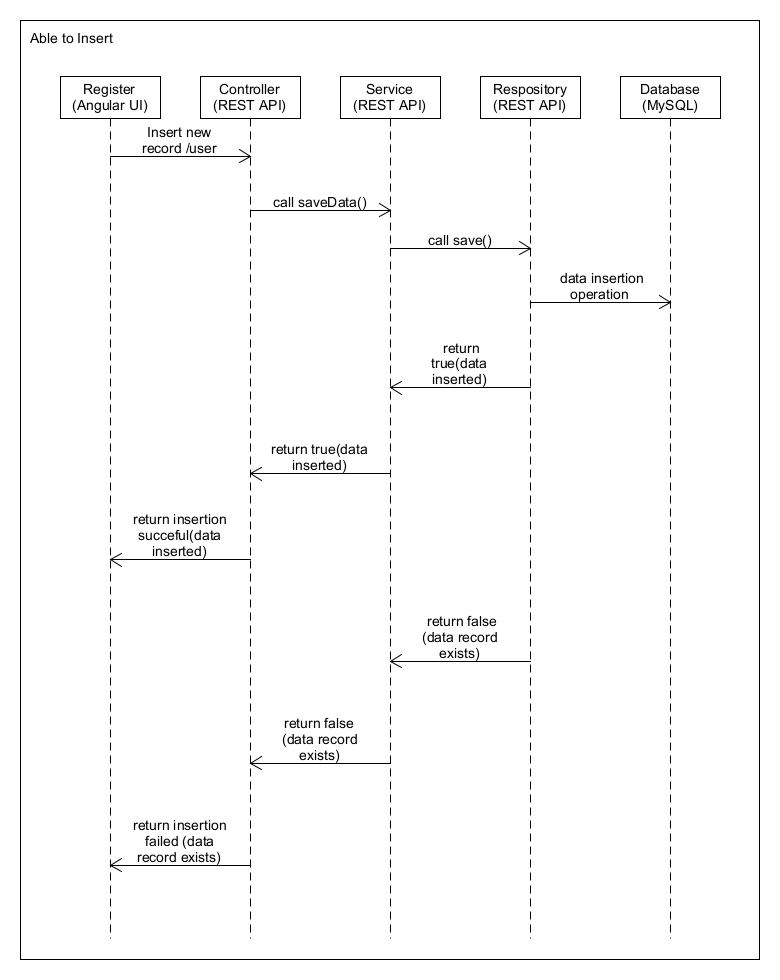 Able to Insert
Register
(Angular UI)
Controller
(REST API)
Service
(REST API)
Respository
(REST API)
Database
(MySQL)
Insert new
record /user
call saveData()
call save()
data insertion
operation
return
true(data
inserted)
return true(data
inserted)
return insertion
succeful(data
inserted)
return false
(data record
exists)
return false
(data record
exists)
return insertion
failed (data
record exists)